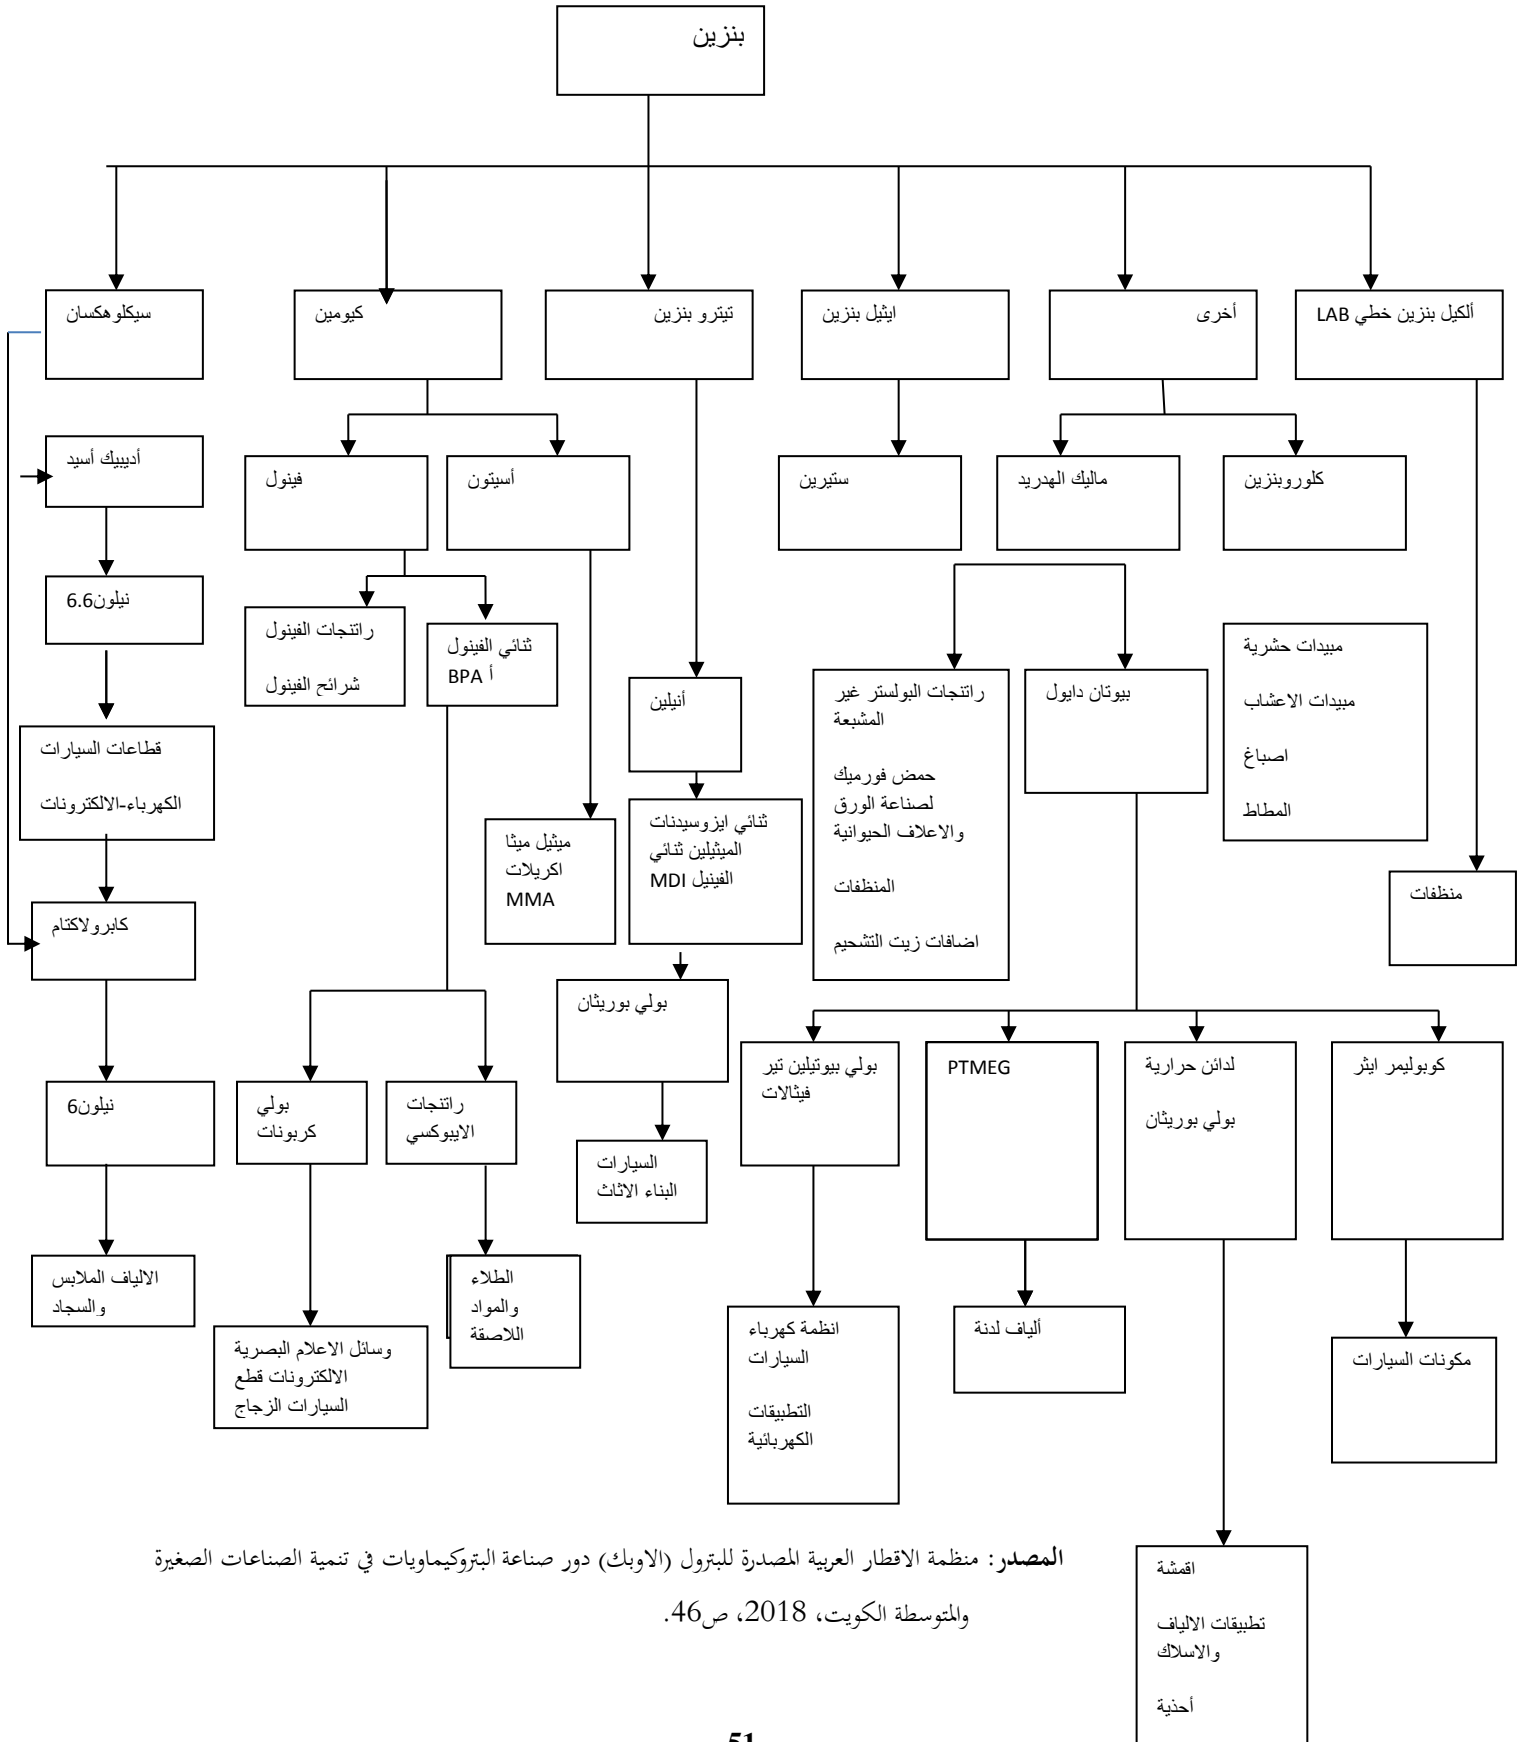 بنزين
ألكيل بنزين خطي LAB
أخرى
ايثيل بنزين
تيترو بنزين
كيومين
سيكلوهكسان
كلوروبنزين
ماليك الهدريد
ستيرين
أسيتون
فينول
أديبيك أسيد
نيلون6.6
راتنجات الفينول
شرائح الفينول
ثنائي الفينول
أ BPA
أنيلين
راتنجات البولستر غير
المشبعة
حمض فورميك
لصناعة الورق
والاعلاف الحيوانية
المنظفات
اضافات زيت التشحيم
بيوتان دايول
مبيدات حشرية
مبيدات الاعشاب
اصباغ
المطاط
قطاعات السيارات
الكهرباء-الالكترونات
ميثيل ميثا
اكريلات
MMA
ثنائي ايزوسيدنات
الميثيلين ثنائي
الفينيل MDI
منظفات
كابرولاكتام
بولي بوريثان
كوبوليمر ايثر
لدائن حرارية
بولي بوريثان
PTMEG
بولي بيوتيلين تير
فيثالات
راتنجات
الايبوكسي
بولي
كربونات
نيلون6
السيارات
البناء الاثاث
الالياف الملابس
والسجاد
الطلاء
والمواد
اللاصقة
وسائل الاعلام البصرية
الالكترونات قطع
السيارات الزجاج
انظمة كهرباء
السيارات
التطبيقات
الكهربائية
ألياف لدنة
مكونات السيارات
اقمشة
تطبيقات الالياف
والاسلاك
أحذية
المصدر: منظمة الاقطار العربية المصدرة للبترول (الاوبك) دور صناعة البتروكيماويات في تنمية الصناعات الصغيرة
والمتوسطة الكويت، 2018، ص46.
51